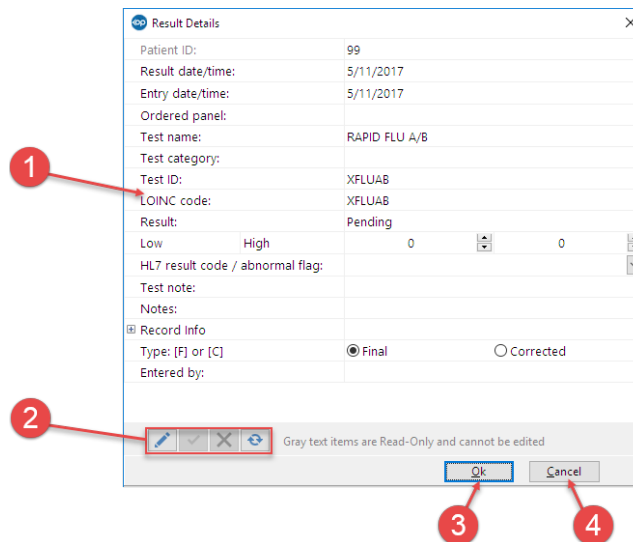 Result Details
Patient ID: 99
Result date/time: 5/11/2017
Entry date/time: 5/11/2017
Ordered panel:
Test name: RAPID FLU A/B
Test category:
1
Test ID: XFLUAB
LOINC code: XFLUAB
Result: Pending
Low High 0 0
HL7 result code / abnormal flag:
Test note:
Notes:
Record Info
Type: [F] or [C] Final Corrected
Entered by:
2
Gray text items are Read-Only and cannot be edited
Ok Cancel
3 4